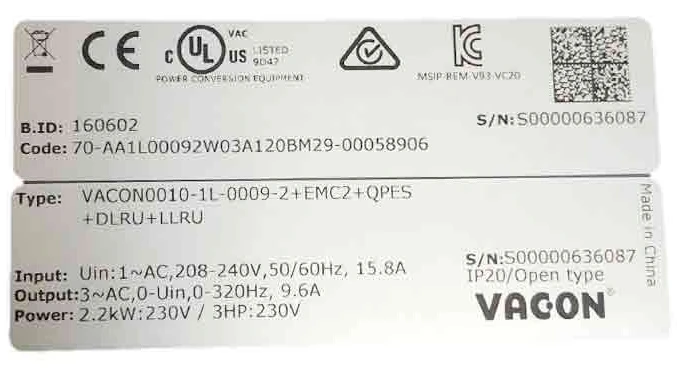 CE
c UL US VAC LISTED 9D47
POWER CONVERSION EQUIPMENT
MSIP-REM-V93-VC20
B.ID: 160602
S/N:S00000636087
Code: 70-AA1L00092W03A120BM29-00058906
Type: VACON0010-1L-0009-2+EMC2+QPES
+DLRU+LLRU
Made in China
S/N:S00000636087
Input: Uin:1~AC,208-240V,50/60Hz, 15.8A
IP20/Open type
Output:3~AC,0-Uin,0-320Hz, 9.6A
Power: 2.2kW:230V / 3HP:230V
VACON®